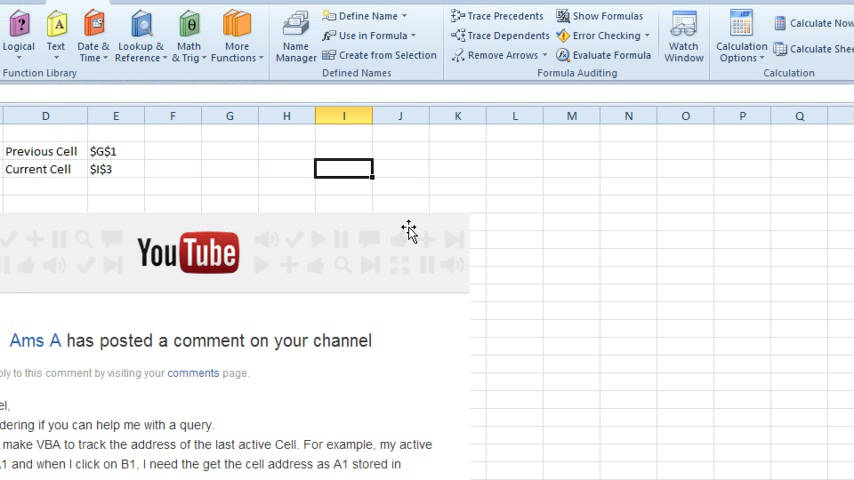 Logical
Text
Date & Time
Lookup & Reference
Math & Trig
More Functions
Function Library
Name Manager
Define Name
Use in Formula
Create from Selection
Defined Names
Trace Precedents
Trace Dependents
Remove Arrows
Show Formulas
Error Checking
Evaluate Formula
Formula Auditing
Watch Window
Calculation Options
Calculate Now
Calculate Shee
Calculation
D E F G H I J K L M N O P Q
Previous Cell $G$1
Current Cell $I$3
YouTube
Ams A has posted a comment on your channel
ply to this comment by visiting your comments page.
el,
dering if you can help me with a query.
make VBA to track the address of the last active Cell. For example, my active
A1 and when I click on B1, I need the get the cell address as A1 stored in